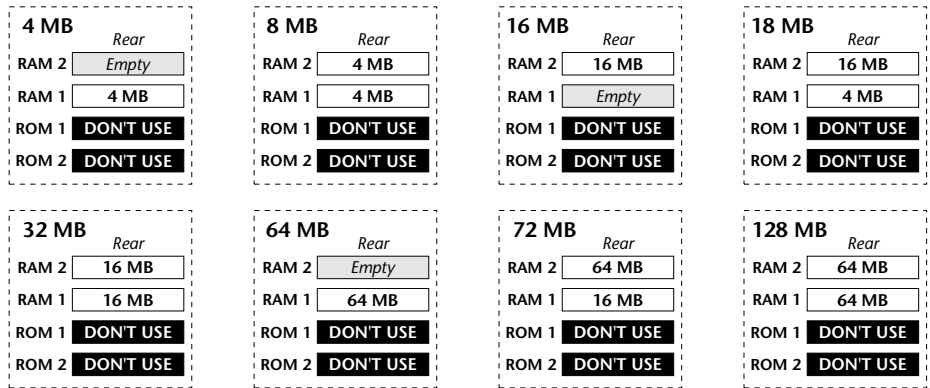 4 MB
Rear
RAM 2 Empty
RAM 1 4 MB
ROM 1 DON'T USE
ROM 2 DON'T USE
8 MB
Rear
RAM 2 4 MB
RAM 1 4 MB
ROM 1 DON'T USE
ROM 2 DON'T USE
16 MB
Rear
RAM 2 16 MB
RAM 1 Empty
ROM 1 DON'T USE
ROM 2 DON'T USE
18 MB
Rear
RAM 2 16 MB
RAM 1 4 MB
ROM 1 DON'T USE
ROM 2 DON'T USE
32 MB
Rear
RAM 2 16 MB
RAM 1 16 MB
ROM 1 DON'T USE
ROM 2 DON'T USE
64 MB
Rear
RAM 2 Empty
RAM 1 64 MB
ROM 1 DON'T USE
ROM 2 DON'T USE
72 MB
Rear
RAM 2 64 MB
RAM 1 16 MB
ROM 1 DON'T USE
ROM 2 DON'T USE
128 MB
Rear
RAM 2 64 MB
RAM 1 64 MB
ROM 1 DON'T USE
ROM 2 DON'T USE